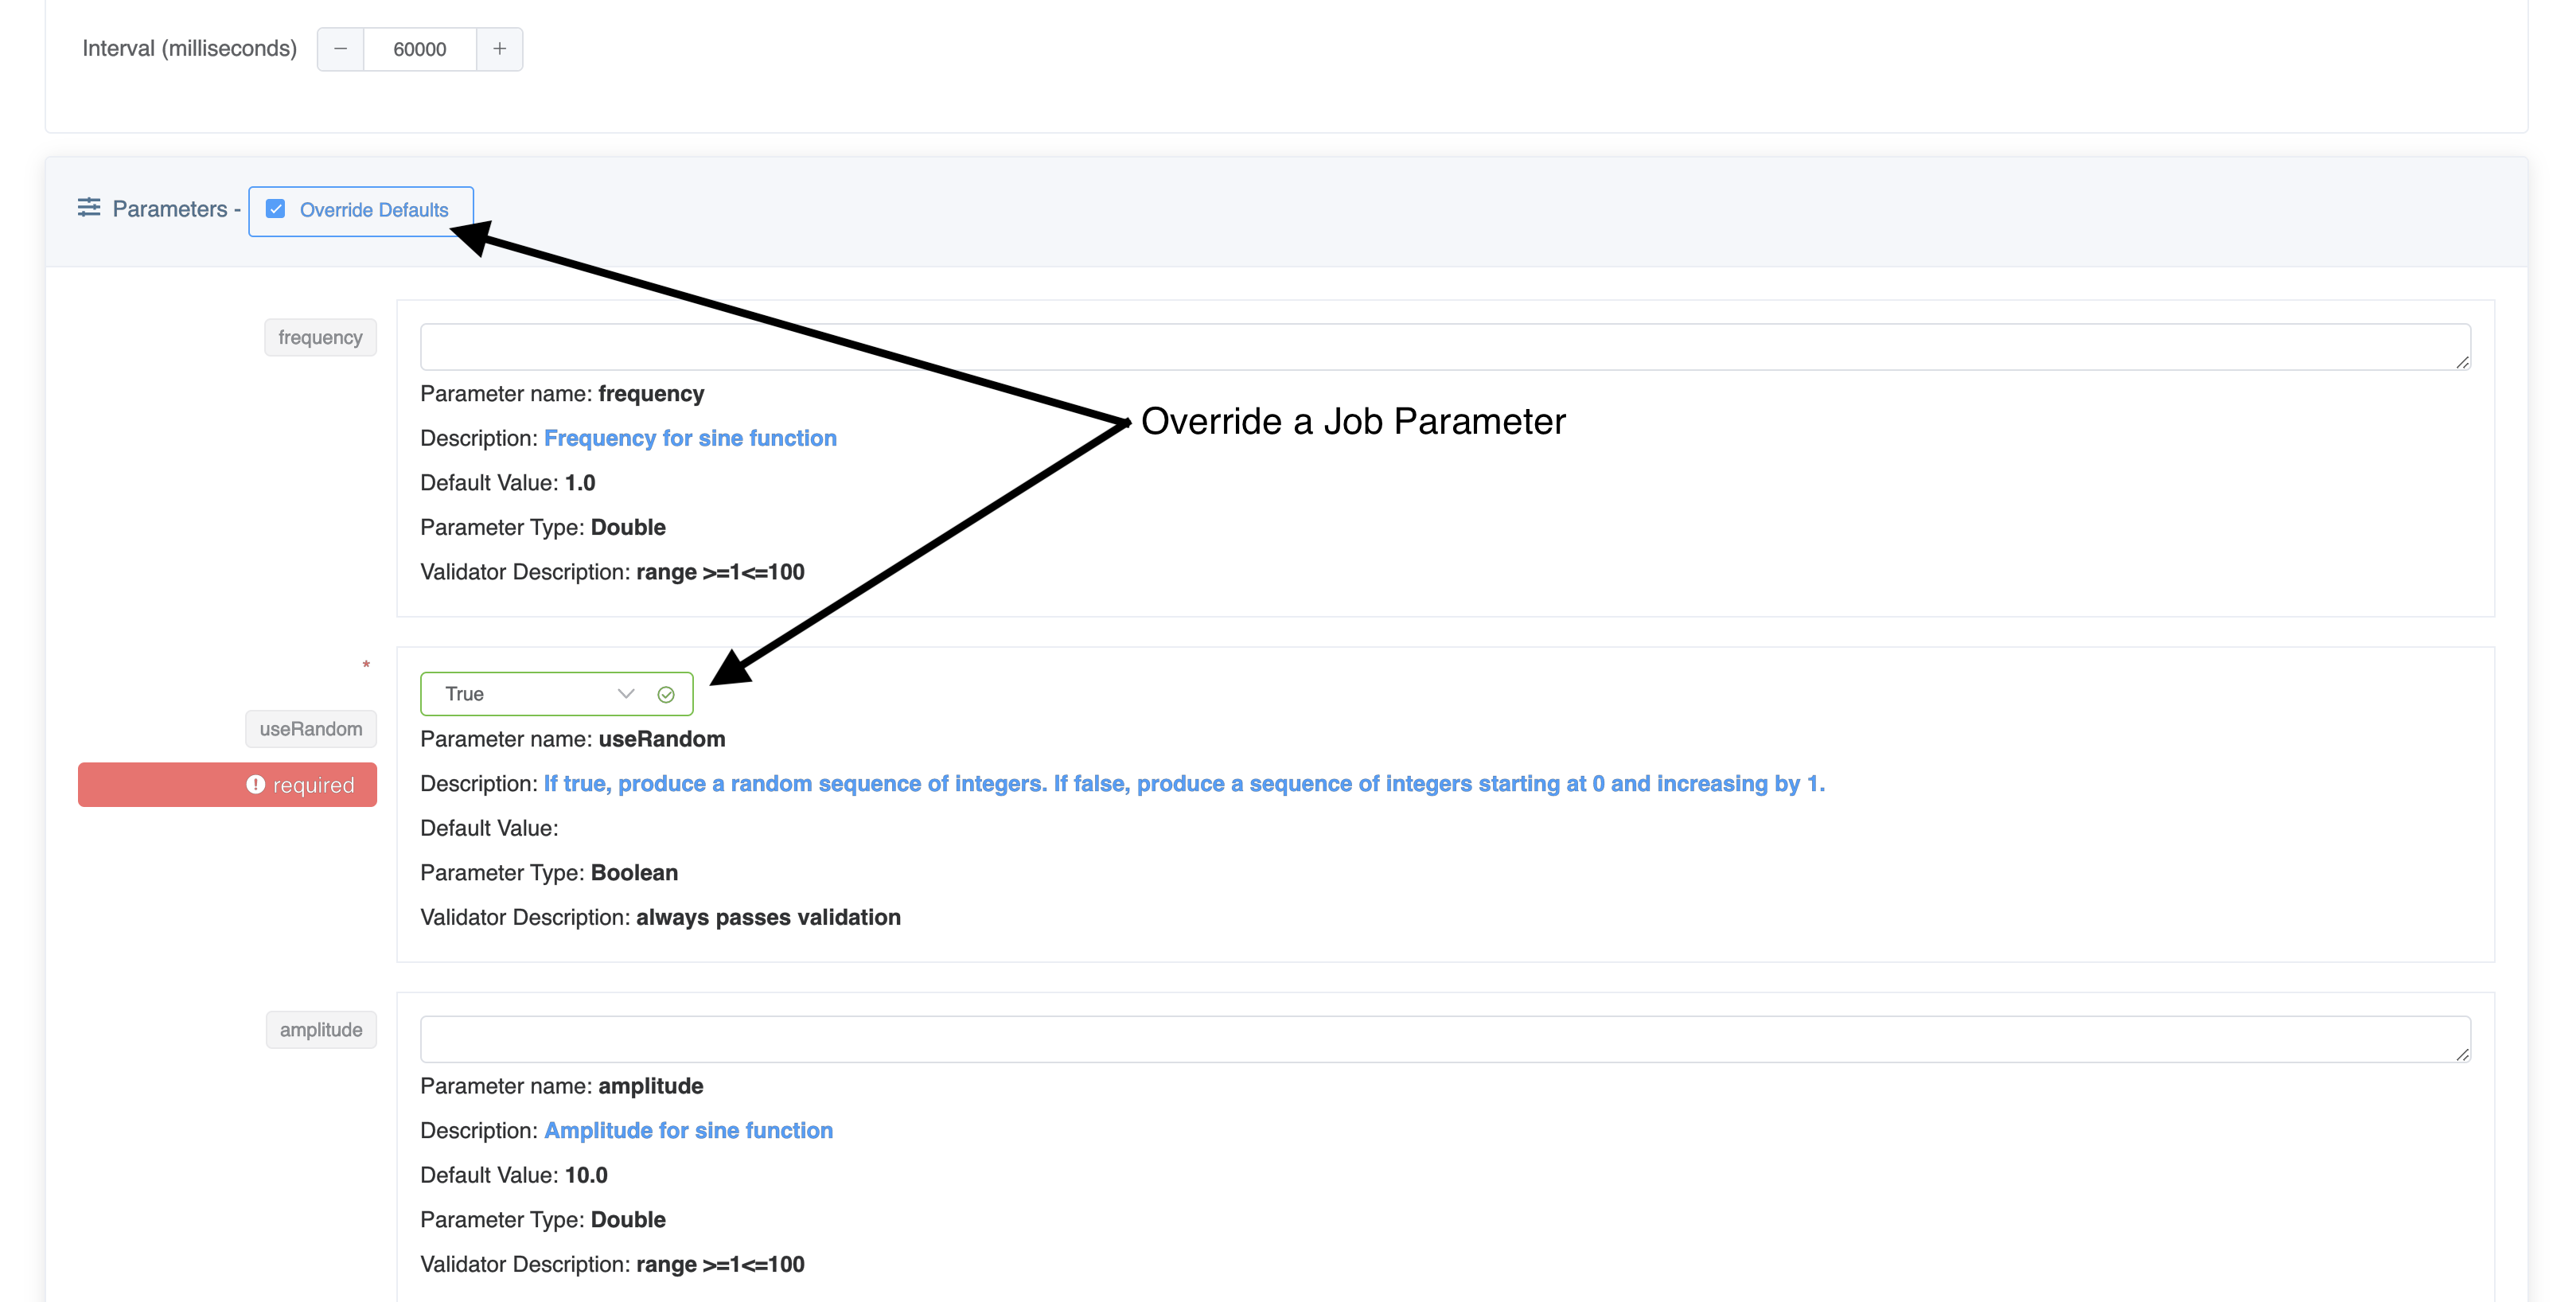 Interval (milliseconds) − 60000 +
Parameters - Override Defaults
frequency
Parameter name: frequency
Override a Job Parameter
Description: Frequency for sine function
Default Value: 1.0
Parameter Type: Double
Validator Description: range >=1<=100
*
True
useRandom
Parameter name: useRandom
required
Description: If true, produce a random sequence of integers. If false, produce a sequence of integers starting at 0 and increasing by 1.
Default Value:
Parameter Type: Boolean
Validator Description: always passes validation
amplitude
Parameter name: amplitude
Description: Amplitude for sine function
Default Value: 10.0
Parameter Type: Double
Validator Description: range >=1<=100